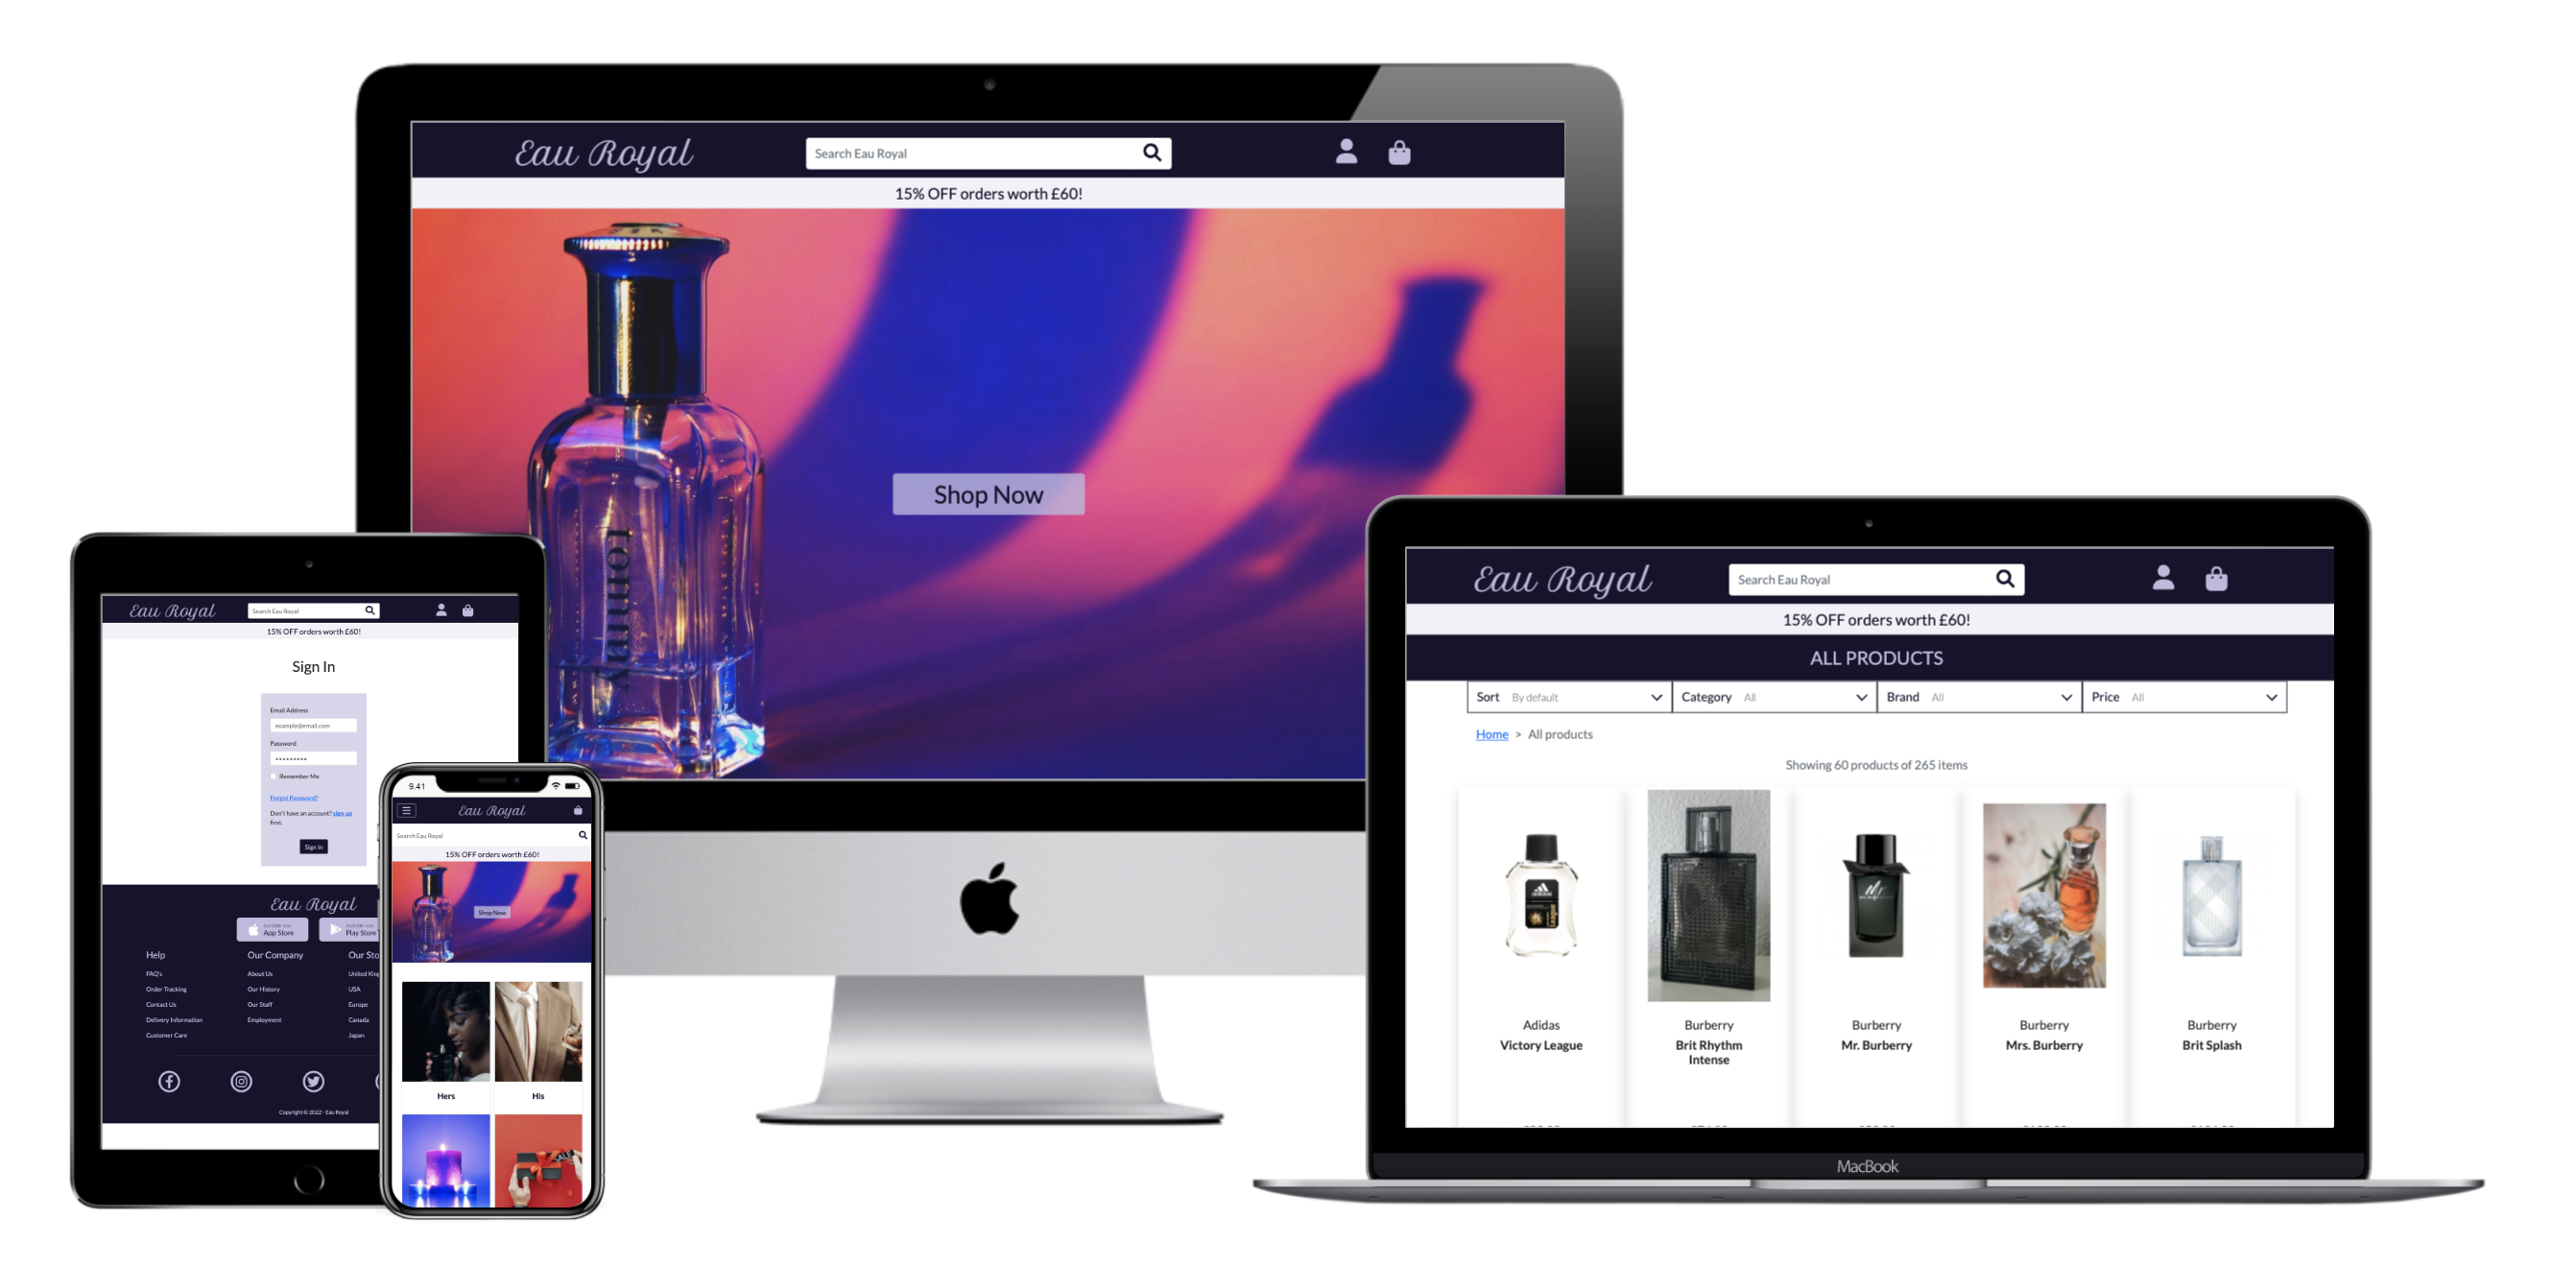 Eau Royal
Search Eau Royal
15% OFF orders worth £60!
Tommy
Shop Now
Eau Royal
Search Eau Royal
15% OFF orders worth £60!
Sign In
Email Address
example@email.com
Password
Remember Me
Forgot Password?
Don't have an account? sign up
first.
Sign In
Eau Royal
App Store
Play Store
Help
Our Company
Our Sto
FAQ's
About Us
United King
Order Tracking
Our History
USA
Contact Us
Our Staff
Europe
Delivery Information
Employment
Canada
Customer Care
Japan
Copyright © 2022 - Eau Royal
9.41
Eau Royal
Search Eau Royal
15% OFF orders worth £60!
Shop Now
Hers
His
SALE
Eau Royal
Search Eau Royal
15% OFF orders worth £60!
ALL PRODUCTS
Sort By default
Category All
Brand All
Price All
Home > All products
Showing 60 products of 265 items
adidas
Adidas
Victory League
Burberry
Brit Rhythm
Intense
Mr.
Burberry
Mr. Burberry
Burberry
Mrs. Burberry
Burberry
Brit Splash
MacBook